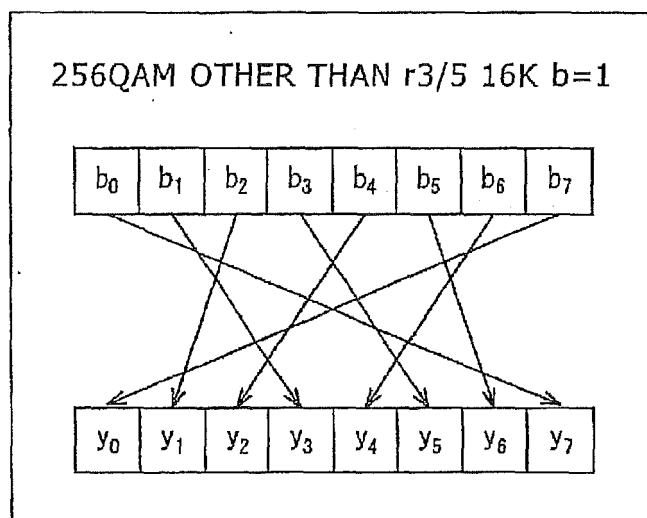 256QAM OTHER THAN r3/5 16K b=1
b₀ b₁ b₂ b₃ b₄ b₅ b₆ b₇
y₀ y₁ y₂ y₃ y₄ y₅ y₆ y₇